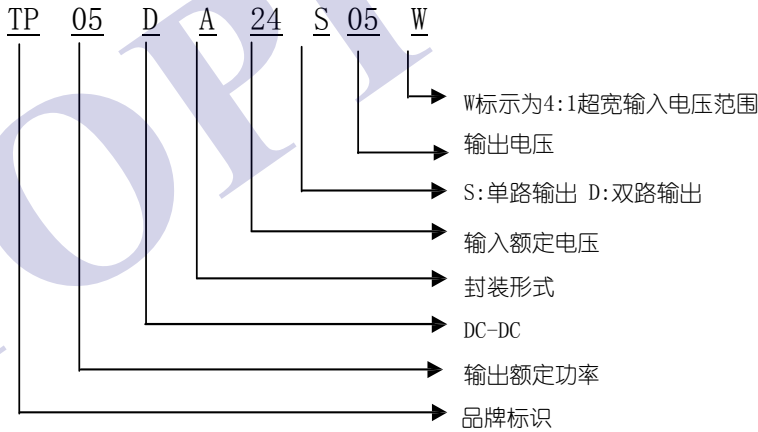 TP 05 D A 24 S 05 W
W标示为4:1超宽输入电压范围
输出电压
S:单路输出 D:双路输出
输入额定电压
封装形式
DC-DC
输出额定功率
品牌标识